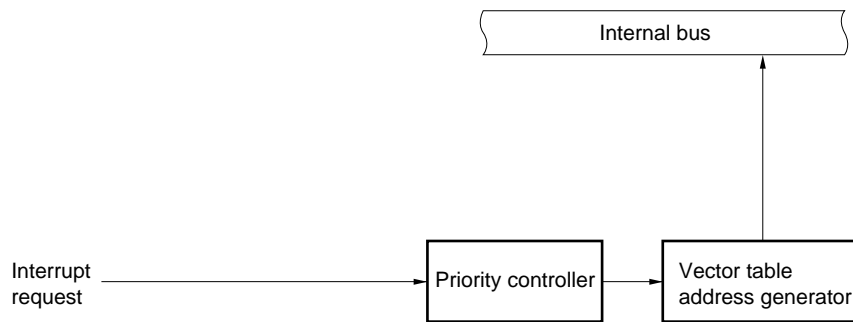 Internal bus
Interrupt
request
Priority controller
Vector table
address generator